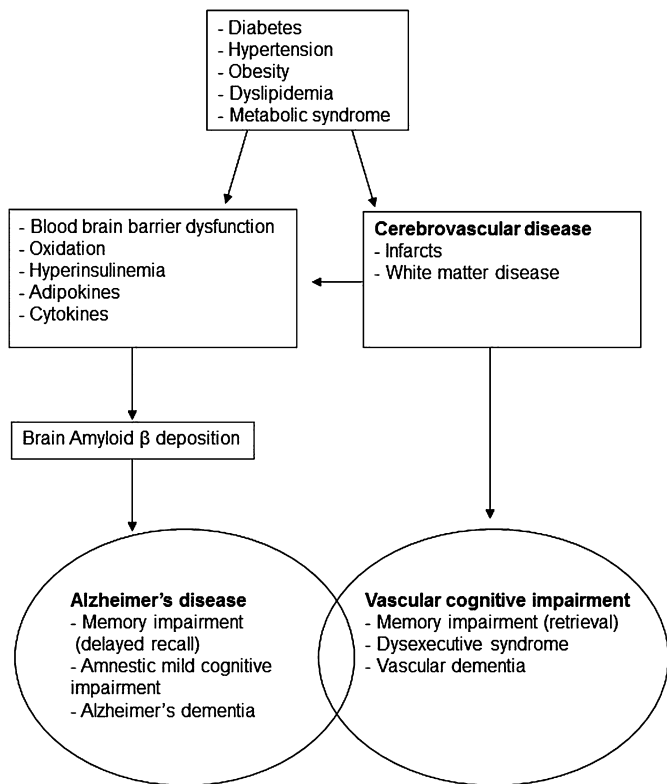 - Diabetes
- Hypertension
- Obesity
- Dyslipidemia
- Metabolic syndrome
- Blood brain barrier dysfunction
- Oxidation
- Hyperinsulinemia
- Adipokines
- Cytokines
Cerebrovascular disease
- Infarcts
- White matter disease
Brain Amyloid β deposition
Alzheimer's disease
- Memory impairment
(delayed recall)
- Amnestic mild cognitive
impairment
- Alzheimer's dementia
Vascular cognitive impairment
- Memory impairment (retrieval)
- Dysexecutive syndrome
- Vascular dementia